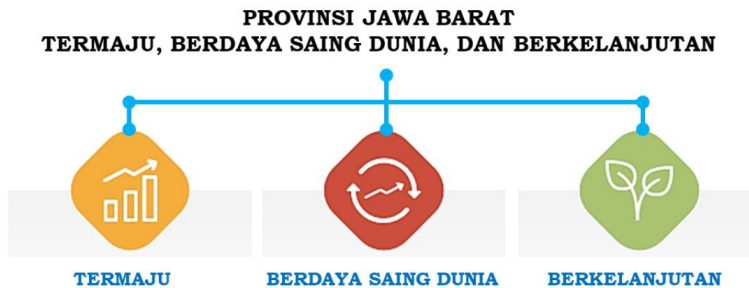 PROVINSI JAWA BARAT
TERMAJU, BERDAYA SAING DUNIA, DAN BERKELANJUTAN
TERMAJU
BERDAYA SAING DUNIA
BERKELANJUTAN